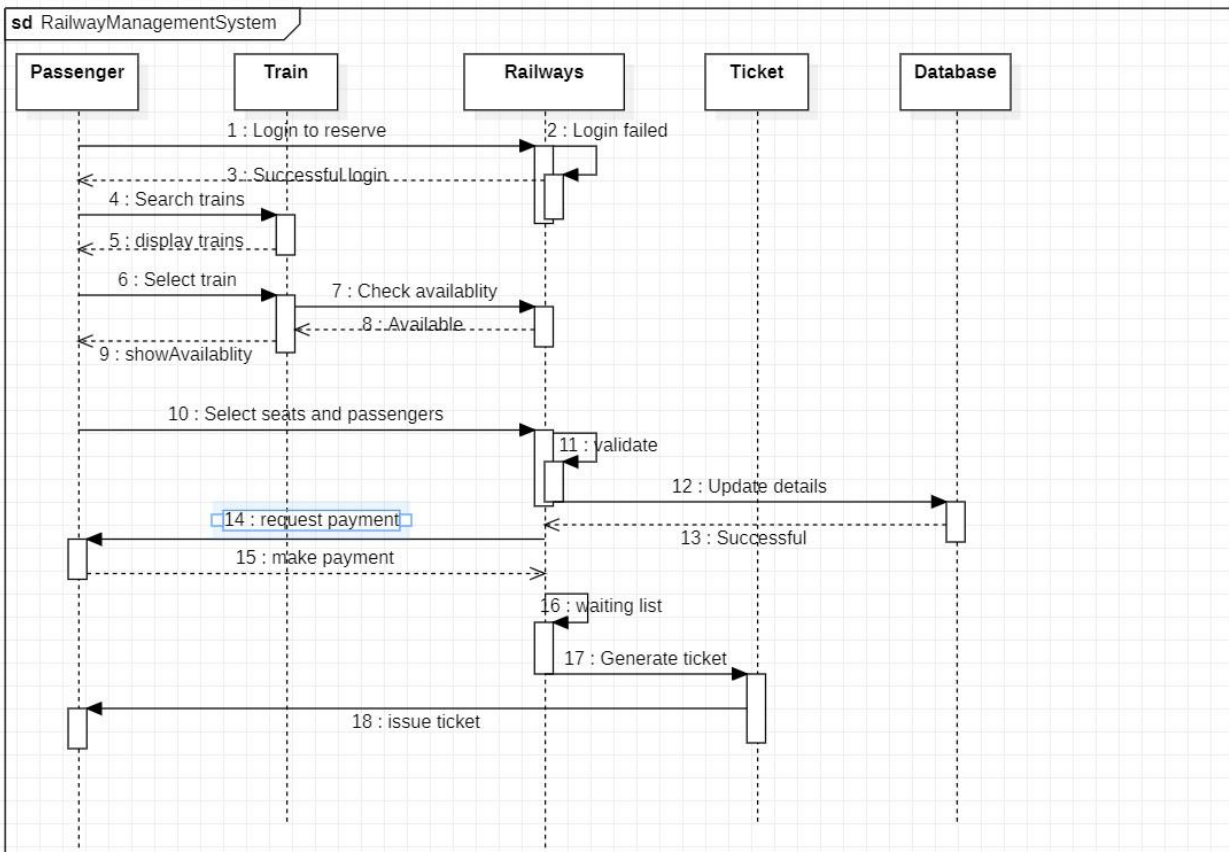 sd RailwayManagementSystem
Passenger
Train
Railways
Ticket
Database
1 : Login to reserve
2 : Login failed
3 : Successful login
4 : Search trains
5 : display trains
6 : Select train
7 : Check availablity
8 : Available
9 : showAvailablity
10 : Select seats and passengers
11 : validate
12 : Update details
14 : request payment
13 : Successful
15 : make payment
16 : waiting list
17 : Generate ticket
18 : issue ticket